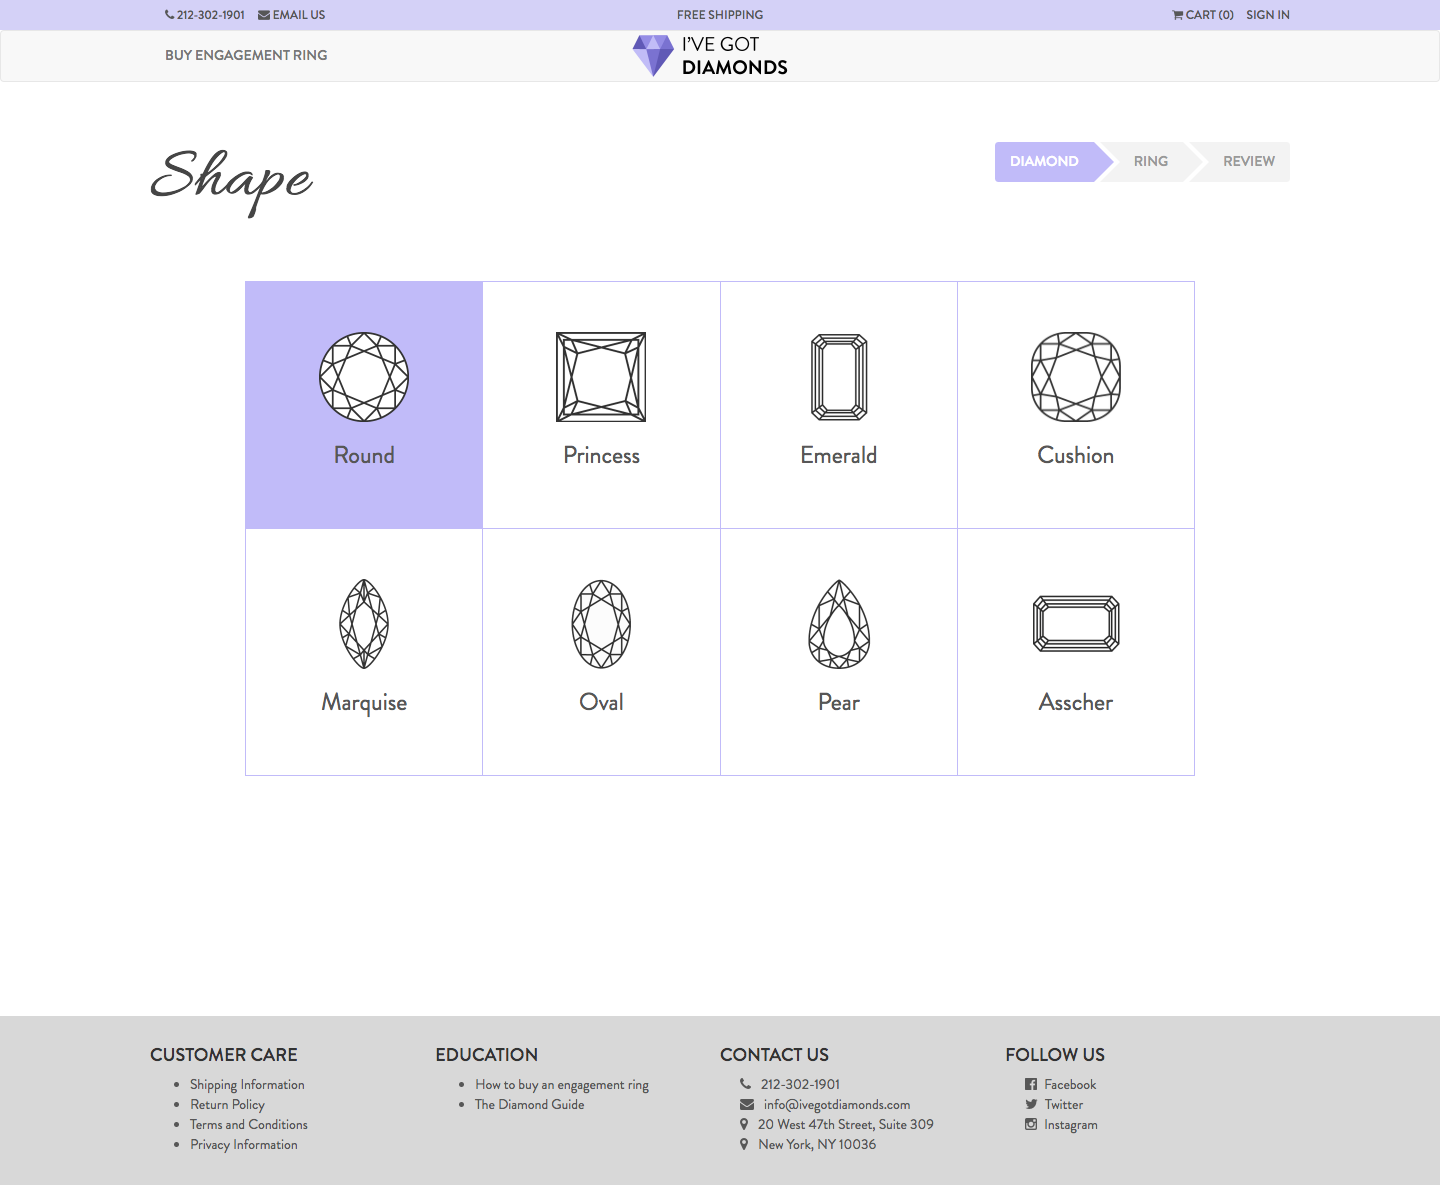 212-302-1901 EMAIL US FREE SHIPPING CART (0) SIGN IN
BUY ENGAGEMENT RING
I'VE GOT
DIAMONDS
Shape
DIAMOND RING REVIEW
Round Princess Emerald Cushion
Marquise Oval Pear Asscher
CUSTOMER CARE
Shipping Information
Return Policy
Terms and Conditions
Privacy Information
EDUCATION
How to buy an engagement ring
The Diamond Guide
CONTACT US
212-302-1901
info@ivegotdiamonds.com
20 West 47th Street, Suite 309
New York, NY 10036
FOLLOW US
Facebook
Twitter
Instagram